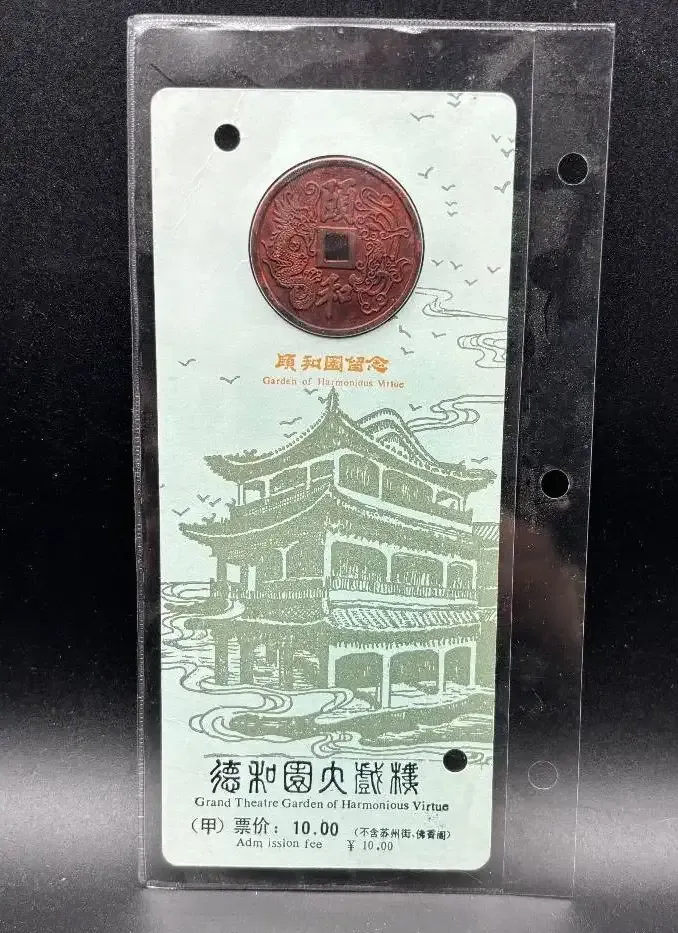 頤
和
頤和園留念
Garden of Harmonious Virtue
德和園大戲樓
Grand Theatre Garden of Harmonious Virtue
（甲）票价：10.00 （不含苏州街、佛香阁）
Adm ission fee ￥10.00